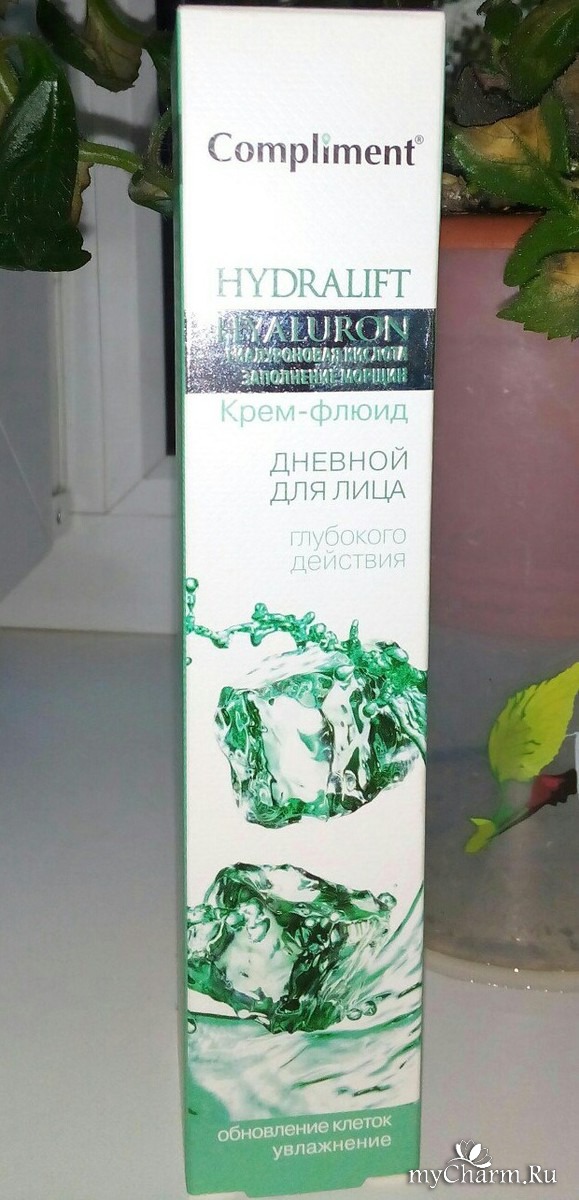 Compliment®
HYDRALIFT
HYALURON
ГИАЛУРОНОВАЯ КИСЛОТА
ЗАПОЛНЕНИЕ МОРЩИН
Крем-флюид
ДНЕВНОЙ
ДЛЯ ЛИЦА
глубокого
действия
обновление клеток
увлажнение
myCharm.Ru